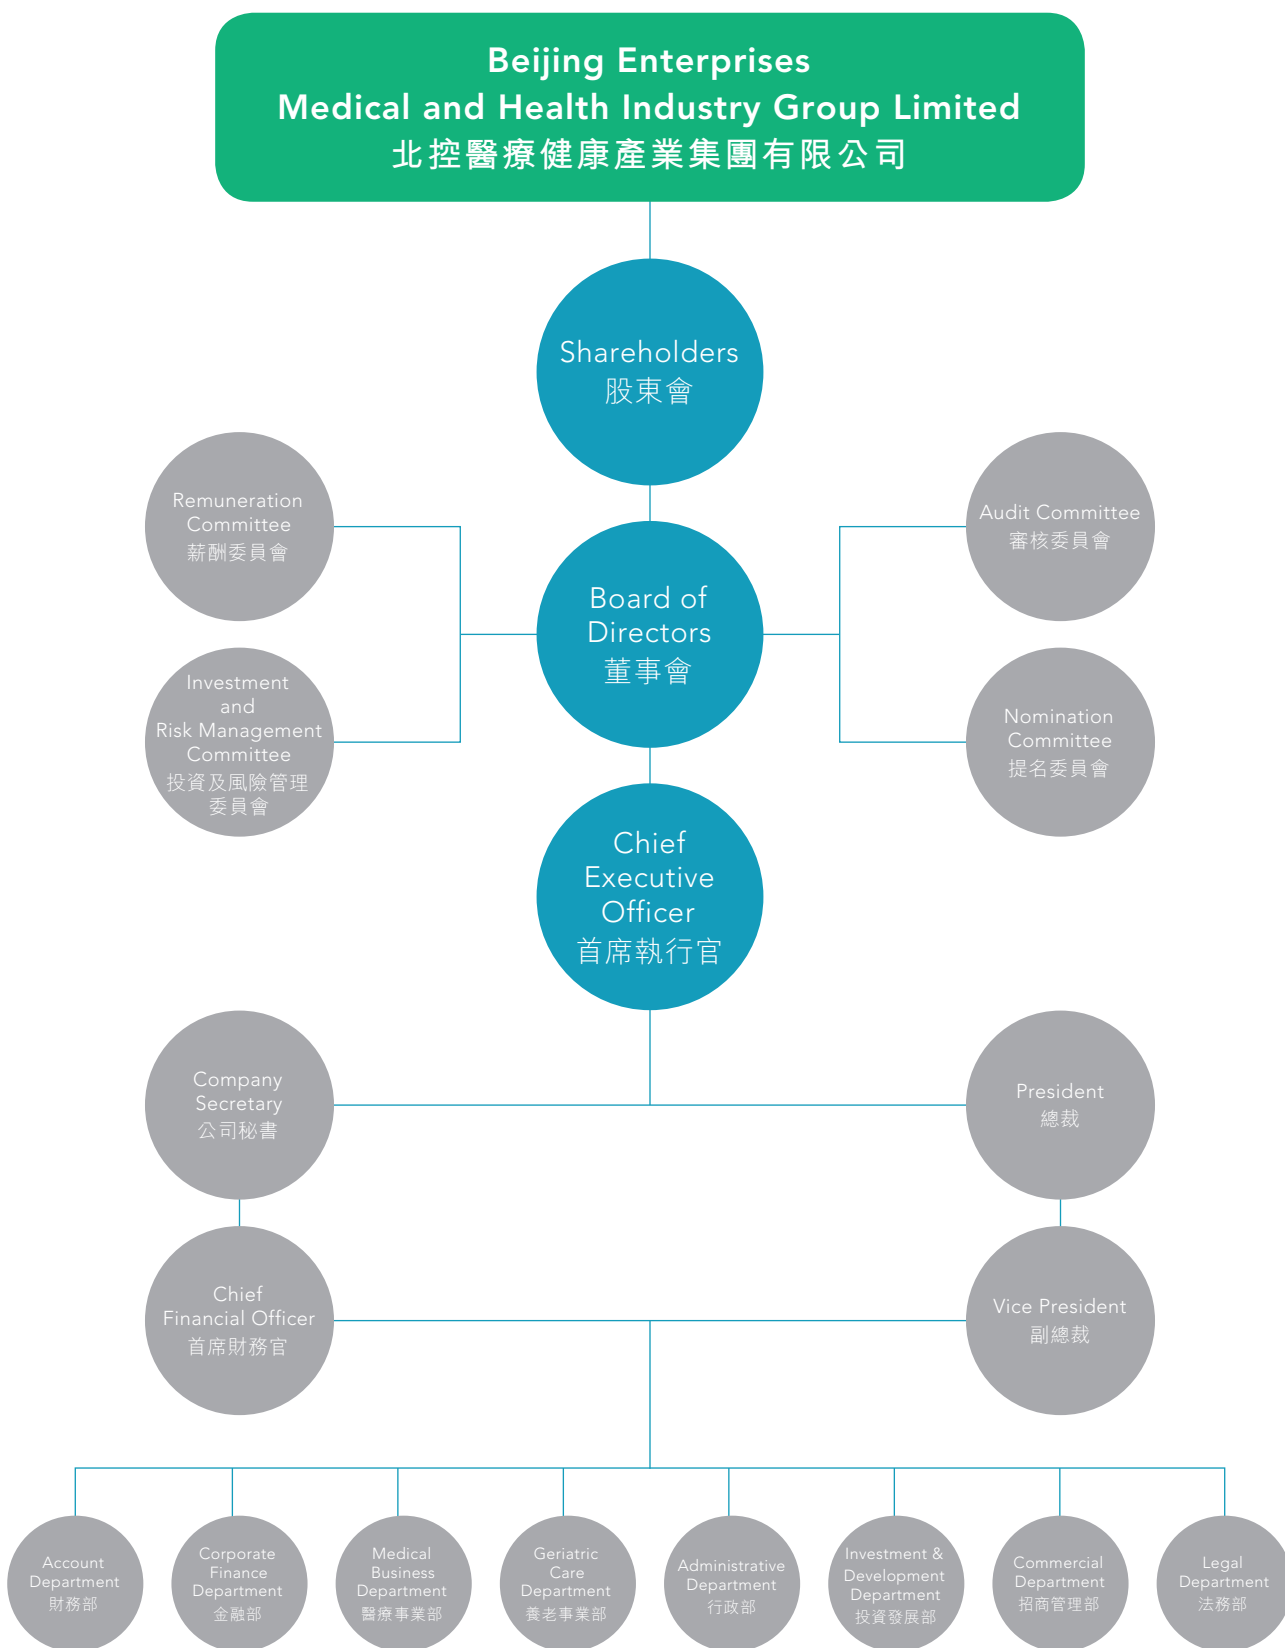 Beijing Enterprises
Medical and Health Industry Group Limited
北控醫療健康產業集團有限公司
Shareholders
股東會
Remuneration
Committee
薪酬委員會
Audit Committee
審核委員會
Board of
Directors
董事會
Investment
and
Risk Management
Committee
投資及風險管理
委員會
Nomination
Committee
提名委員會
Chief
Executive
Officer
首席執行官
Company
Secretary
公司秘書
President
總裁
Chief
Financial Officer
首席財務官
Vice President
副總裁
Account
Department
財務部
Corporate
Finance
Department
金融部
Medical
Business
Department
醫療事業部
Geriatric
Care
Department
養老事業部
Administrative
Department
行政部
Investment &
Development
Department
投資發展部
Commercial
Department
招商管理部
Legal
Department
法務部